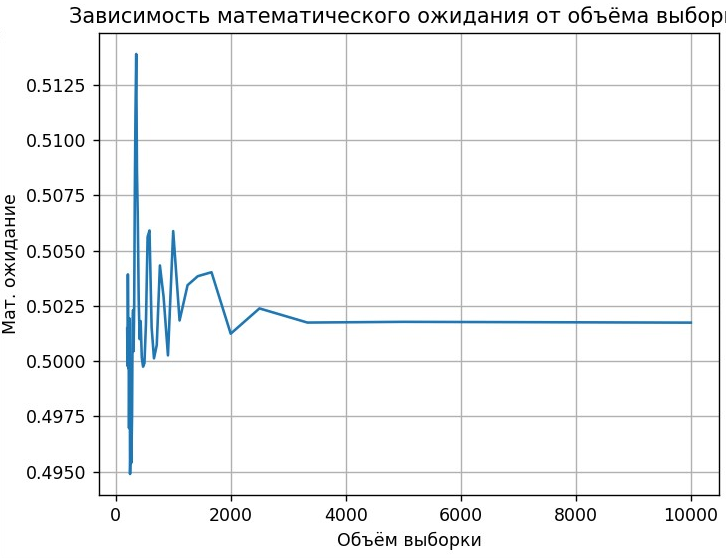 Зависимость математического ожидания от объёма выбор
0.5125
0.5100
0.5075
0.5050
0.5025
0.5000
0.4975
0.4950
Мат. ожидание
0 2000 4000 6000 8000 10000
Объём выборки